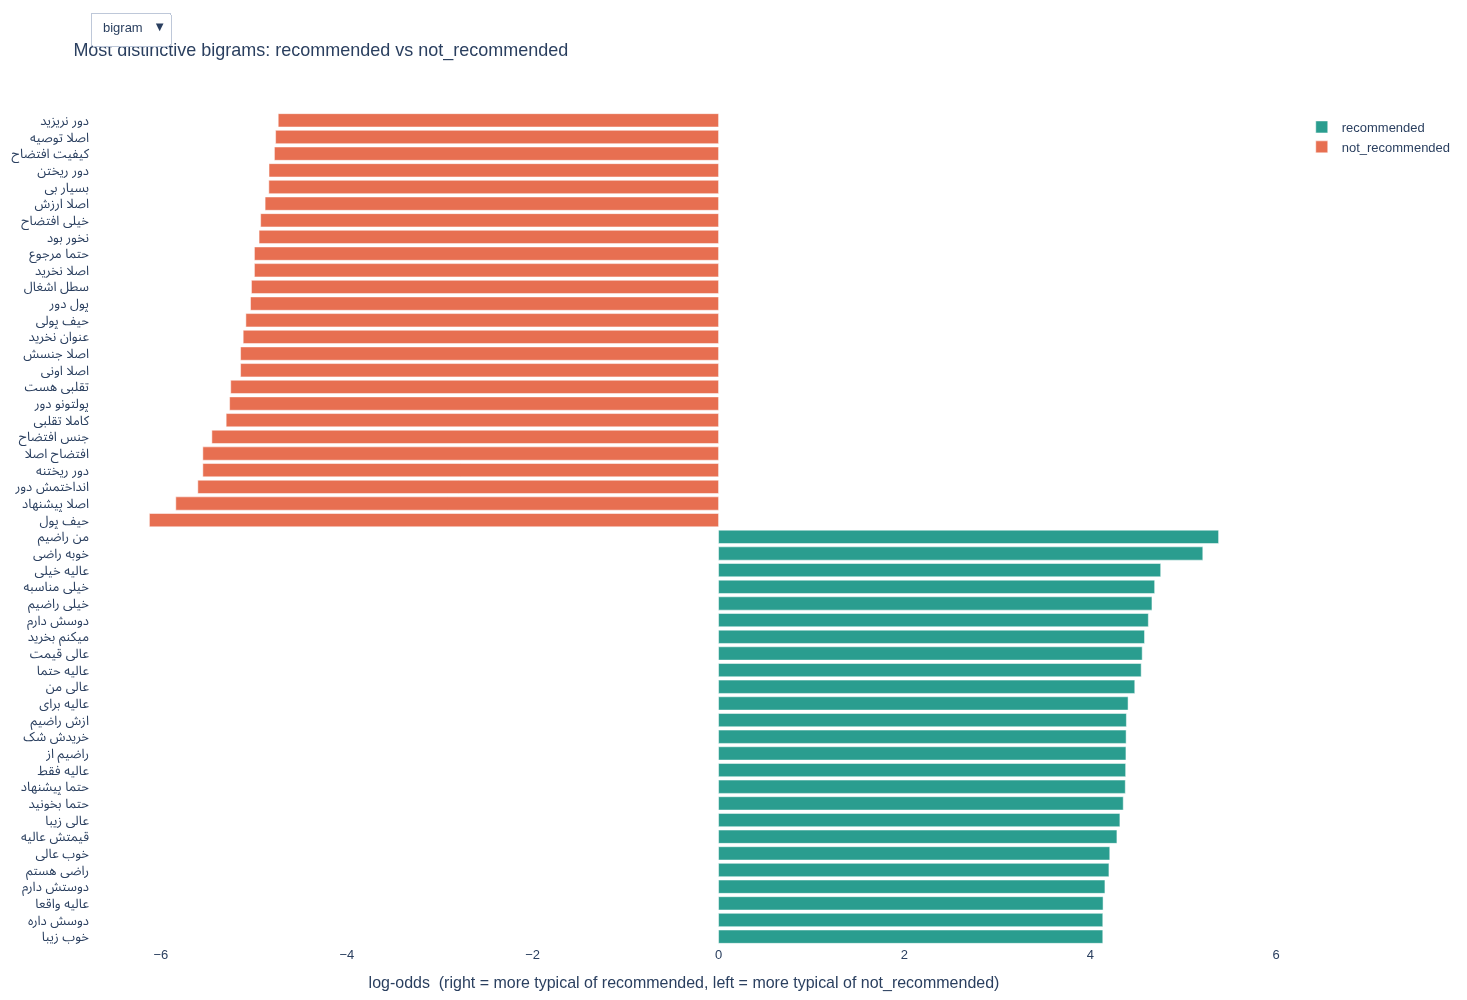 bigram ▼
Most distinctive bigrams: recommended vs not_recommended
recommended
not_recommended
دور نریزید
اصلا توصیه
کیفیت افتضاح
دور ریختن
بسیار بی
اصلا ارزش
خیلی افتضاح
نخور بود
حتما مرجوع
اصلا نخرید
سطل اشغال
پول دور
حیف پولی
عنوان نخرید
اصلا جنسش
اصلا اونی
تقلبی هست
پولتونو دور
کاملا تقلبی
جنس افتضاح
افتضاح اصلا
دور ریختنه
انداختمش دور
اصلا پیشنهاد
حیف پول
من راضیم
خوبه راضی
عالیه خیلی
خیلی مناسبه
خیلی راضیم
دوسش دارم
میکنم بخرید
عالی قیمت
عالیه حتما
عالی من
عالیه برای
ازش راضیم
خریدش شک
راضیم از
عالیه فقط
حتما پیشنهاد
حتما بخونید
عالی زیبا
قیمتش عالیه
خوب عالی
راضی هستم
دوستش دارم
عالیه واقعا
دوسش داره
خوب زیبا
−6 −4 −2 0 2 4 6
log-odds (right = more typical of recommended, left = more typical of not_recommended)